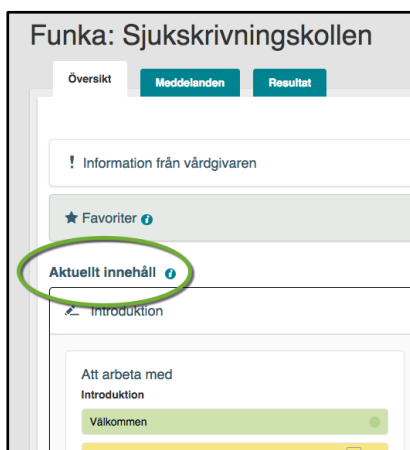 Funka: Sjukskrivningskollen
Översikt
Meddelanden
Resultat
! Information från vårdgivaren
Favoriter
Aktuellt innehåll
Introduktion
Att arbeta med
Introduktion
Välkommen